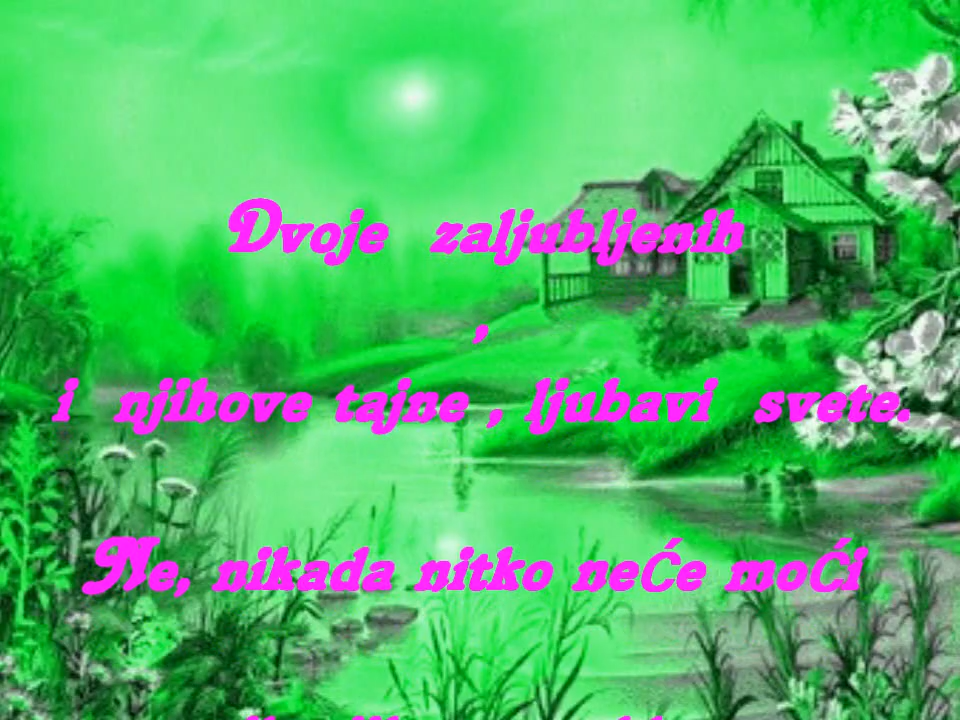 Dvoje zaljubljenih
,
i njihove tajne , ljubavi svete.
Ne, nikada nitko neće moći